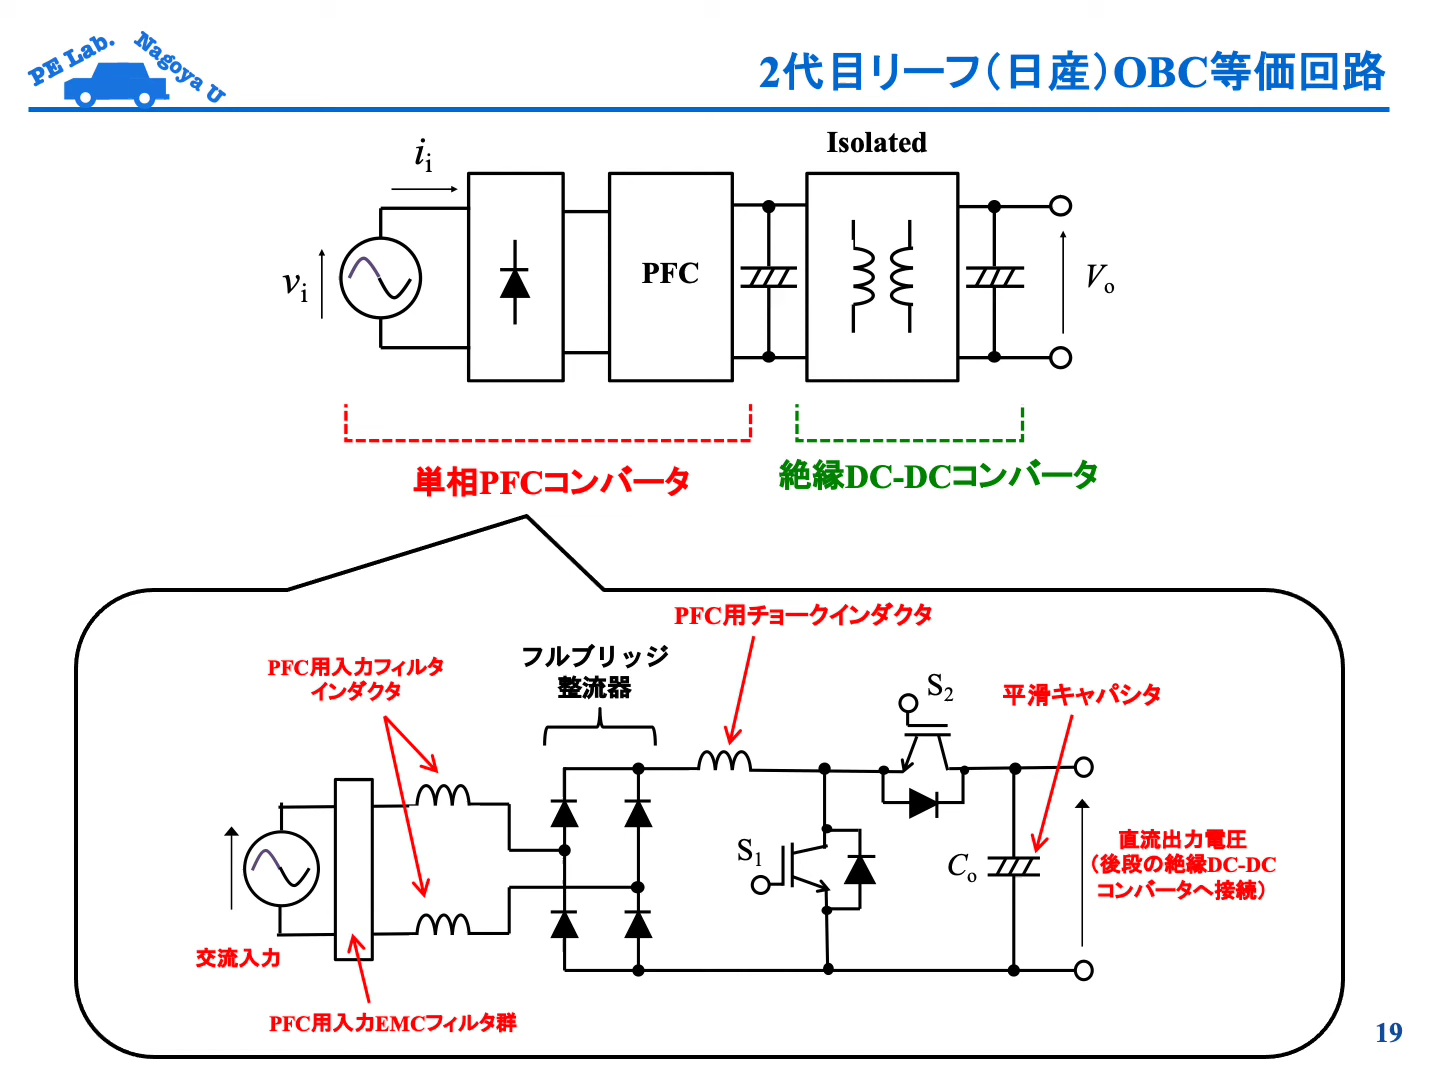 PE Lab. Nagoya U
2代目リーフ（日産）OBC等価回路
Isolated
ii
vi
PFC
Vo
単相PFCコンバータ
絶縁DC-DCコンバータ
PFC用チョークインダクタ
フルブリッジ
整流器
PFC用入力フィルタ
インダクタ
S2
平滑キャパシタ
S1
Co
直流出力電圧
（後段の絶縁DC-DC
コンバータへ接続）
交流入力
PFC用入力EMCフィルタ群
19